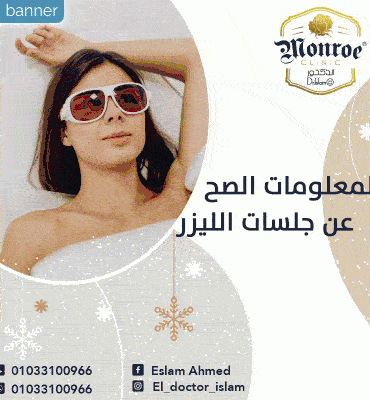 banner
Monroe
CLINIC
الدكتور
لمعلومات الصح
عن جلسات الليزر
01033100966
Eslam Ahmed
01033100966
El_doctor_islam